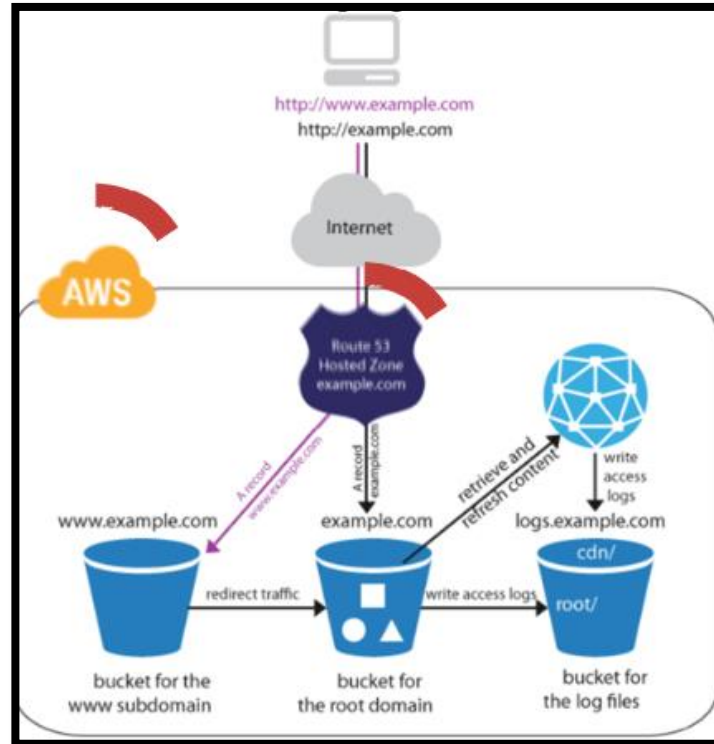 http://www.example.com
http://example.com
Internet
AWS
Route 53
Hosted Zone
example.com
A record
www.example.com
A record
example.com
retrieve and
refresh content
write
access
logs
www.example.com
example.com
logs.example.com
cdn/
redirect traffic
write access logs
root/
bucket for the
www subdomain
bucket for
the root domain
bucket for
the log files